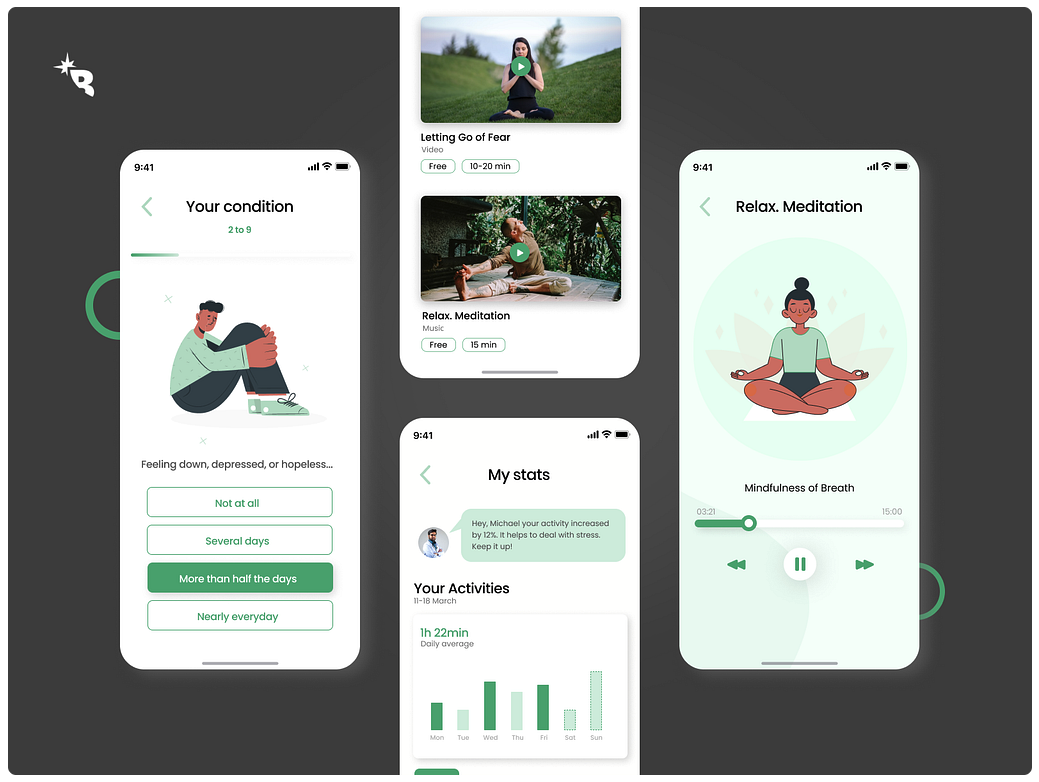 9:41
Your condition
2 to 9
Feeling down, depressed, or hopeless...
Not at all
Several days
More than half the days
Nearly everyday
Letting Go of Fear
Video
Free
10-20 min
Relax. Meditation
Music
Free
15 min
9:41
My stats
Hey, Michael your activity increased
by 12%. It helps to deal with stress.
Keep it up!
Your Activities
11-18 March
1h 22min
Daily average
Mon Tue Wed Thu Fri Sat Sun
9:41
Relax. Meditation
Mindfulness of Breath
03:21
15:00